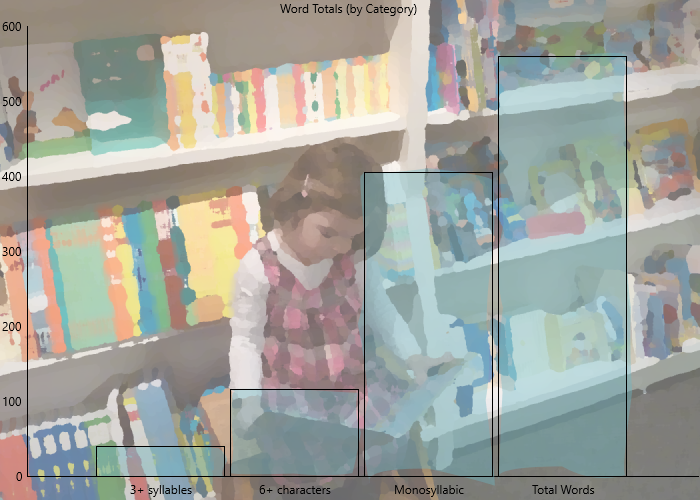 Word Totals (by Category)
600
500
400
300
200
100
0
3+ syllables
6+ characters
Monosyllabic
Total Words